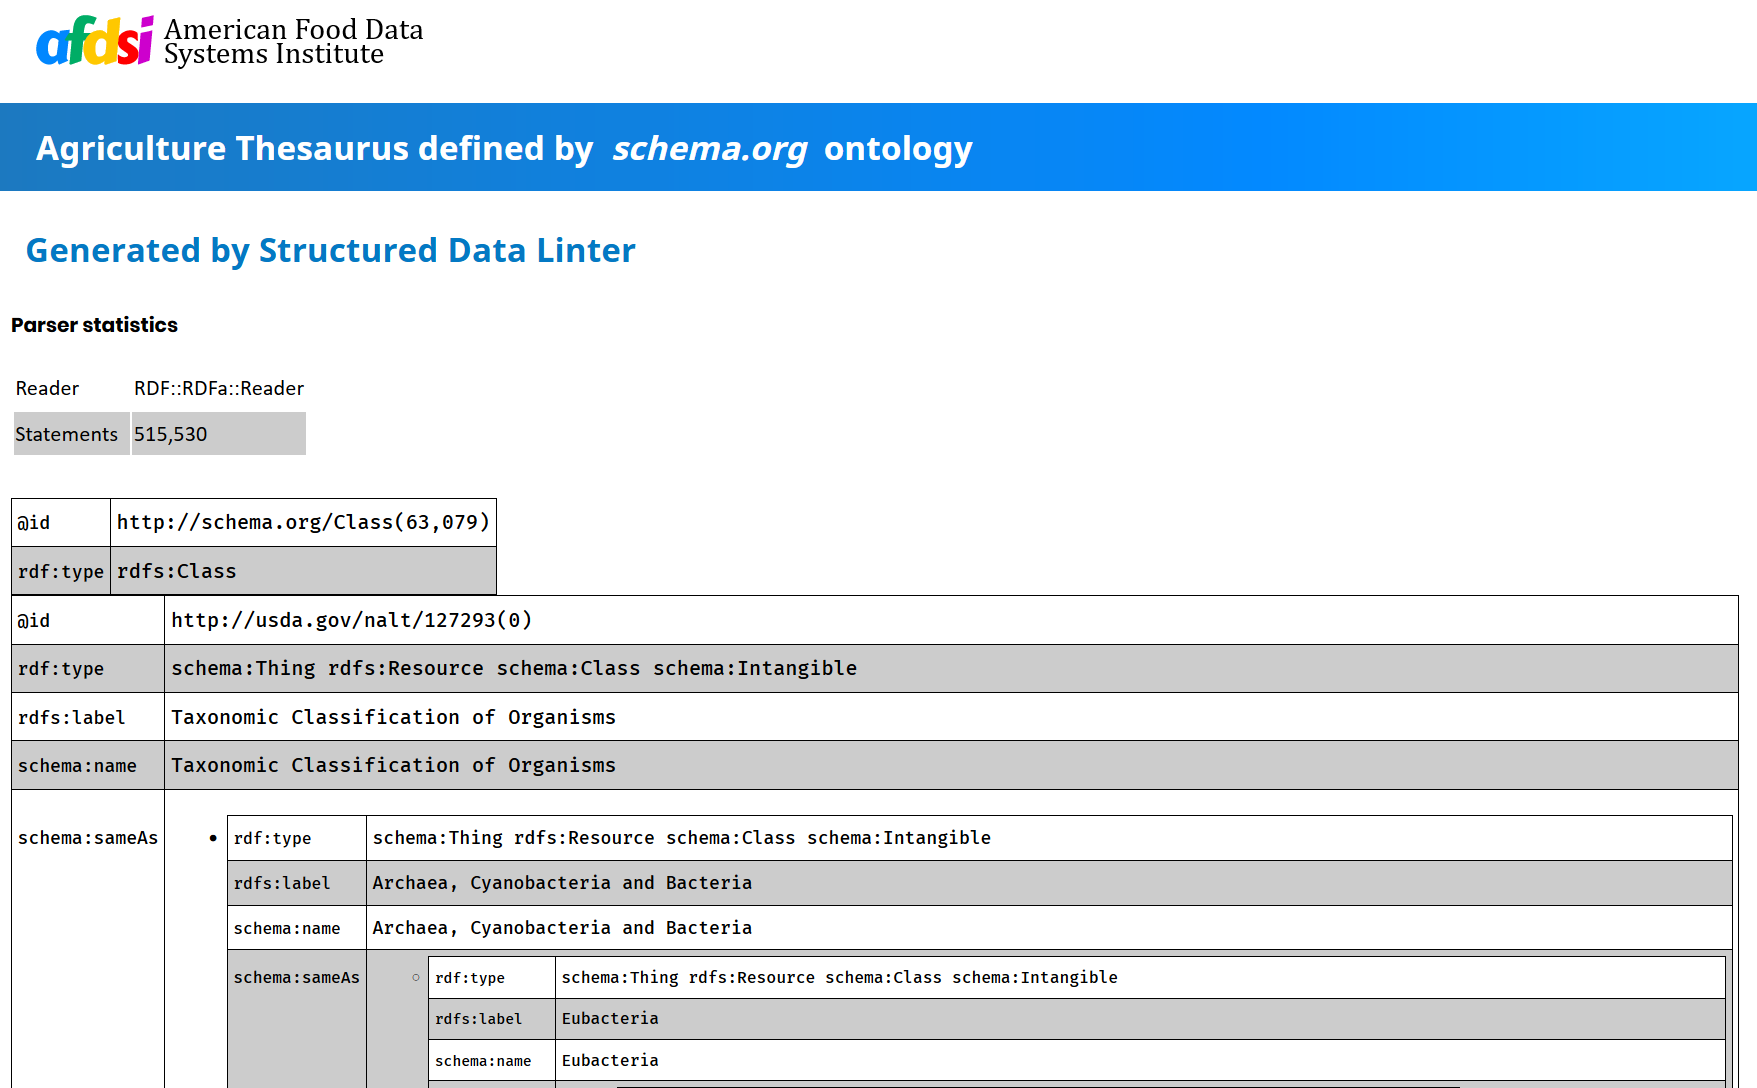 afdsi American Food Data
Systems Institute
Agriculture Thesaurus defined by schema.org ontology
Generated by Structured Data Linter
Parser statistics
Reader RDF::RDFa::Reader
Statements 515,530
@id http://schema.org/Class(63,079)
rdf:type rdfs:Class
@id http://usda.gov/nalt/127293(0)
rdf:type schema:Thing rdfs:Resource schema:Class schema:Intangible
rdfs:label Taxonomic Classification of Organisms
schema:name Taxonomic Classification of Organisms
schema:sameAs • rdf:type schema:Thing rdfs:Resource schema:Class schema:Intangible
rdfs:label Archaea, Cyanobacteria and Bacteria
schema:name Archaea, Cyanobacteria and Bacteria
schema:sameAs ○ rdf:type schema:Thing rdfs:Resource schema:Class schema:Intangible
rdfs:label Eubacteria
schema:name Eubacteria